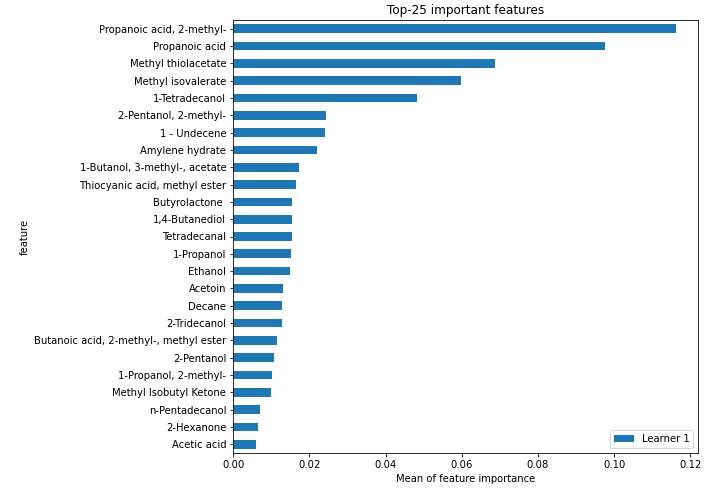 Top-25 important features
Propanoic acid, 2-methyl-
Propanoic acid
Methyl thiolacetate
Methyl isovalerate
1-Tetradecanol
2-Pentanol, 2-methyl-
1 - Undecene
Amylene hydrate
1-Butanol, 3-methyl-, acetate
Thiocyanic acid, methyl ester
Butyrolactone
1,4-Butanediol
Tetradecanal
1-Propanol
Ethanol
Acetoin
Decane
2-Tridecanol
Butanoic acid, 2-methyl-, methyl ester
2-Pentanol
1-Propanol, 2-methyl-
Methyl Isobutyl Ketone
n-Pentadecanol
2-Hexanone
Acetic acid
feature
Learner 1
0.00 0.02 0.04 0.06 0.08 0.10 0.12
Mean of feature importance